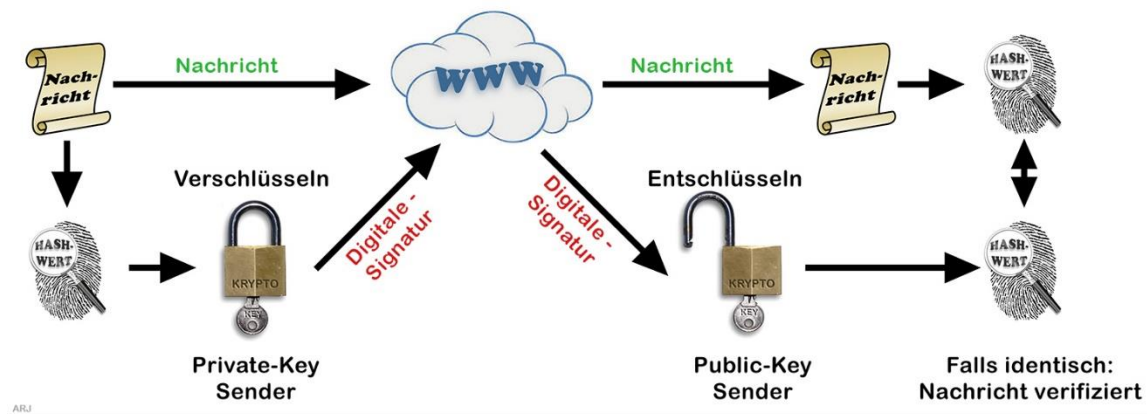 Nach-
richt
Nachricht
WWW
Nachricht
Nach-
richt
HASH-
WERT
Verschlüsseln
Digitale -
Signatur
Digitale -
Signatur
Entschlüsseln
HASH-
WERT
KRYPTO
KEY
KRYPTO
KEY
HASH-
WERT
Private-Key
Sender
Public-Key
Sender
Falls identisch:
Nachricht verifiziert
ARJ